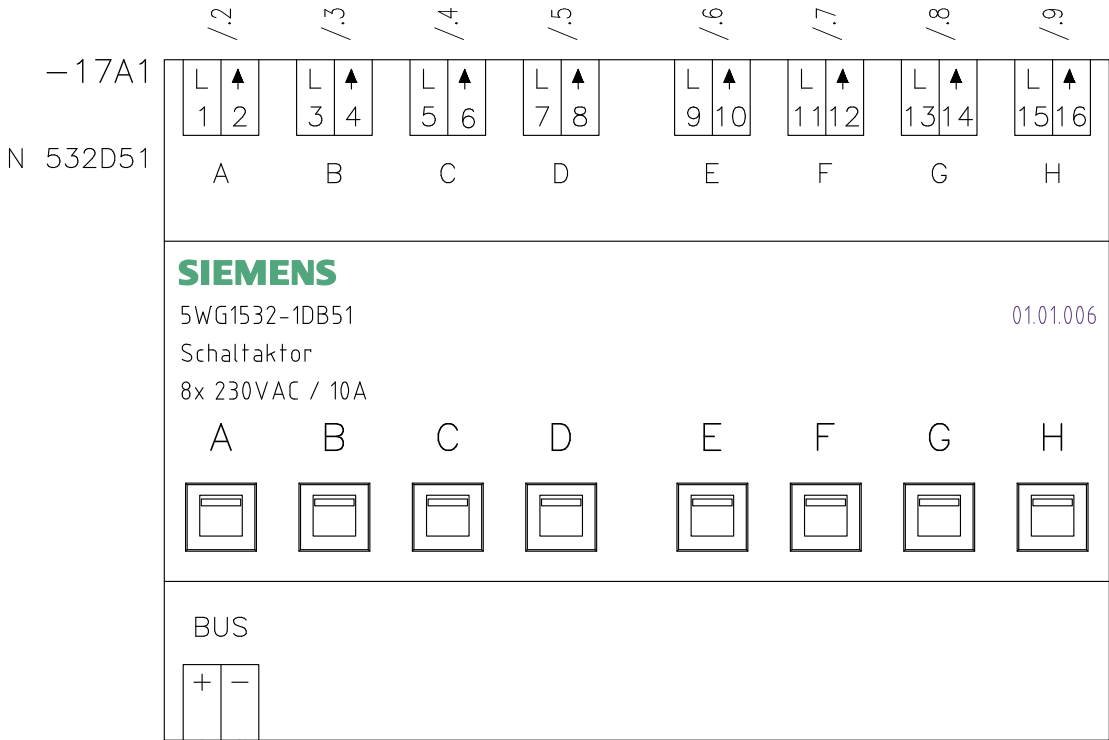 /.2 /.3 /.4 /.5 /.6 /.7 /.8 /.9
-17A1
L L L L L L L L
1 2 3 4 5 6 7 8 9 10 11 12 13 14 15 16
N 532D51
A B C D E F G H
SIEMENS
5WG1532-1DB51 01.01.006
Schaltaktor
8x 230VAC / 10A
A B C D E F G H
BUS
+ -